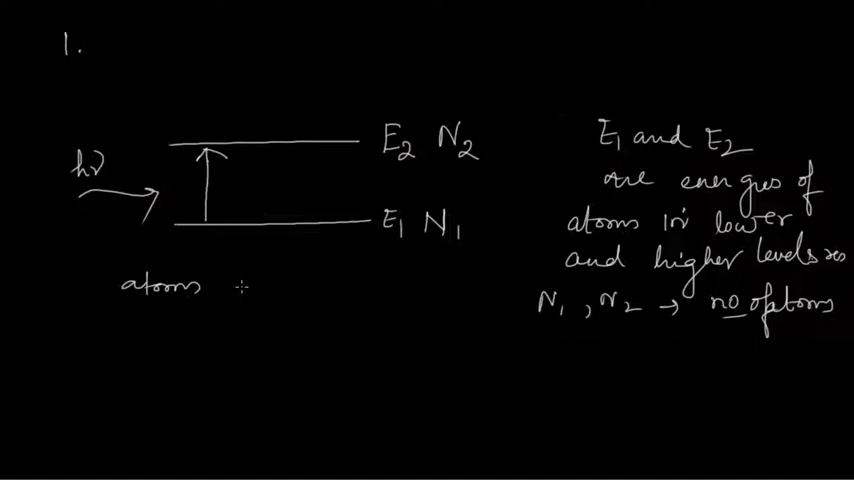 1.
hν
E2 N2
E1 N1
atoms
E1 and E2
are energies of
atoms in lower
and higher levels res
N1, N2 → no of atoms